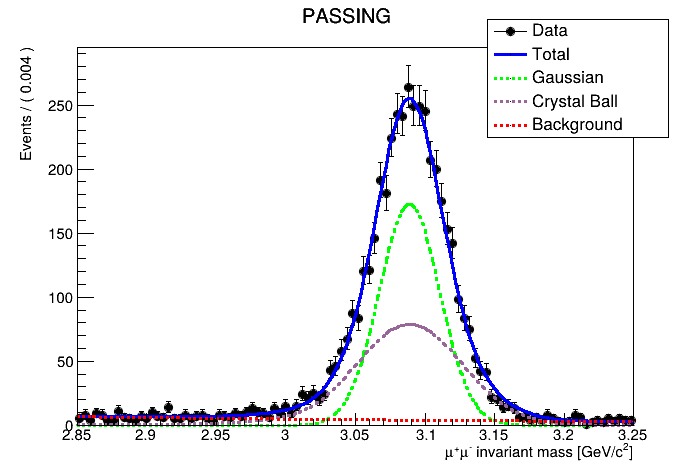 PASSING
Data
Total
Gaussian
Crystal Ball
Background
Events / ( 0.004 )
250
200
150
100
50
0
2.85 2.9 2.95 3 3.05 3.1 3.15 3.2 3.25
μ⁺μ⁻ invariant mass [GeV/c²]